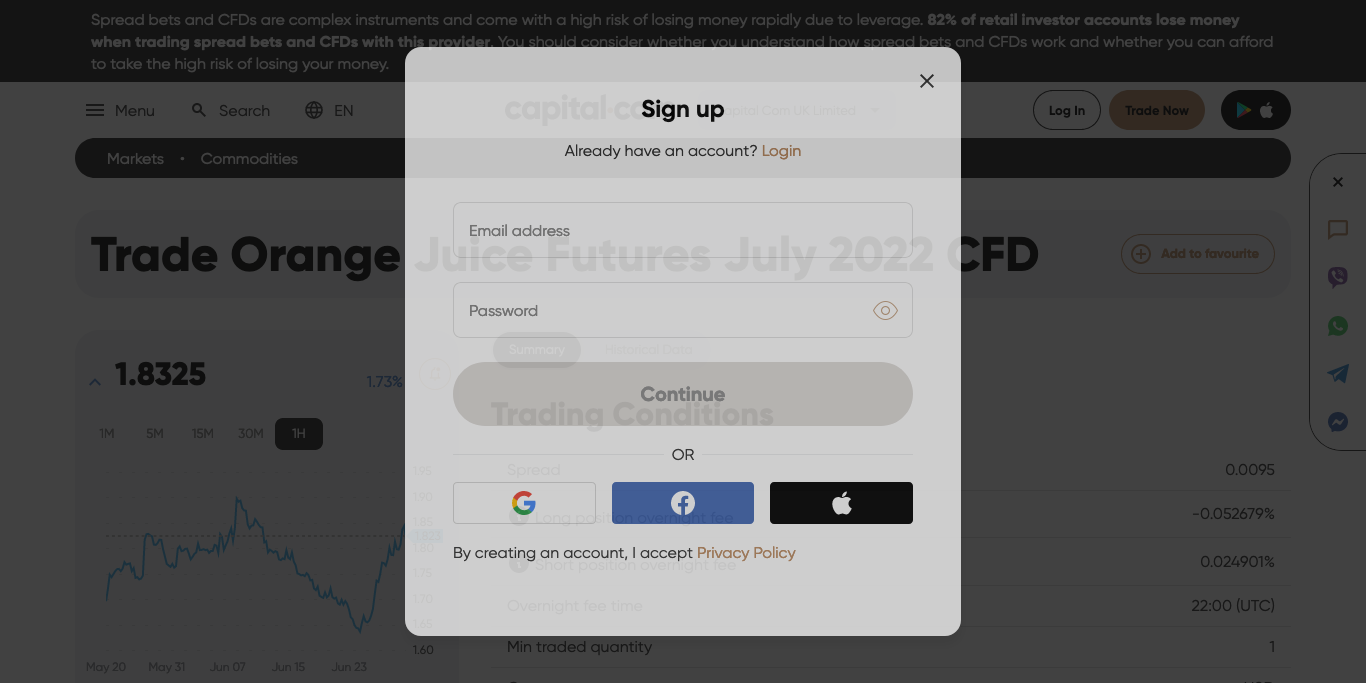 Spread bets and CFDs are complex instruments and come with a high risk of losing money rapidly due to leverage. 82% of retail investor accounts lose money
when trading spread bets and CFDs with this provider. You should consider whether you understand how spread bets and CFDs work and whether you can afford
to take the high risk of losing your money.
Menu
Search
EN
capital.co
apital Com UK Limited
Log In
Trade Now
Markets
Commodities
Sign up
Already have an account? Login
Email address
Password
Continue
OR
By creating an account, I accept Privacy Policy
Trade Orange Juice Futures July 2022 CFD
Add to favourite
1.8325
1.73%
1M
5M
15M
30M
1H
1.95
1.90
1.85
1.80
1.75
1.70
1.65
1.60
May 20
May 31
Jun 07
Jun 15
Jun 23
Summary
Historical Data
Trading Conditions
Spread
0.0095
Long position overnight fee
-0.052679%
Short position overnight fee
0.024901%
Overnight fee time
22:00 (UTC)
Min traded quantity
1